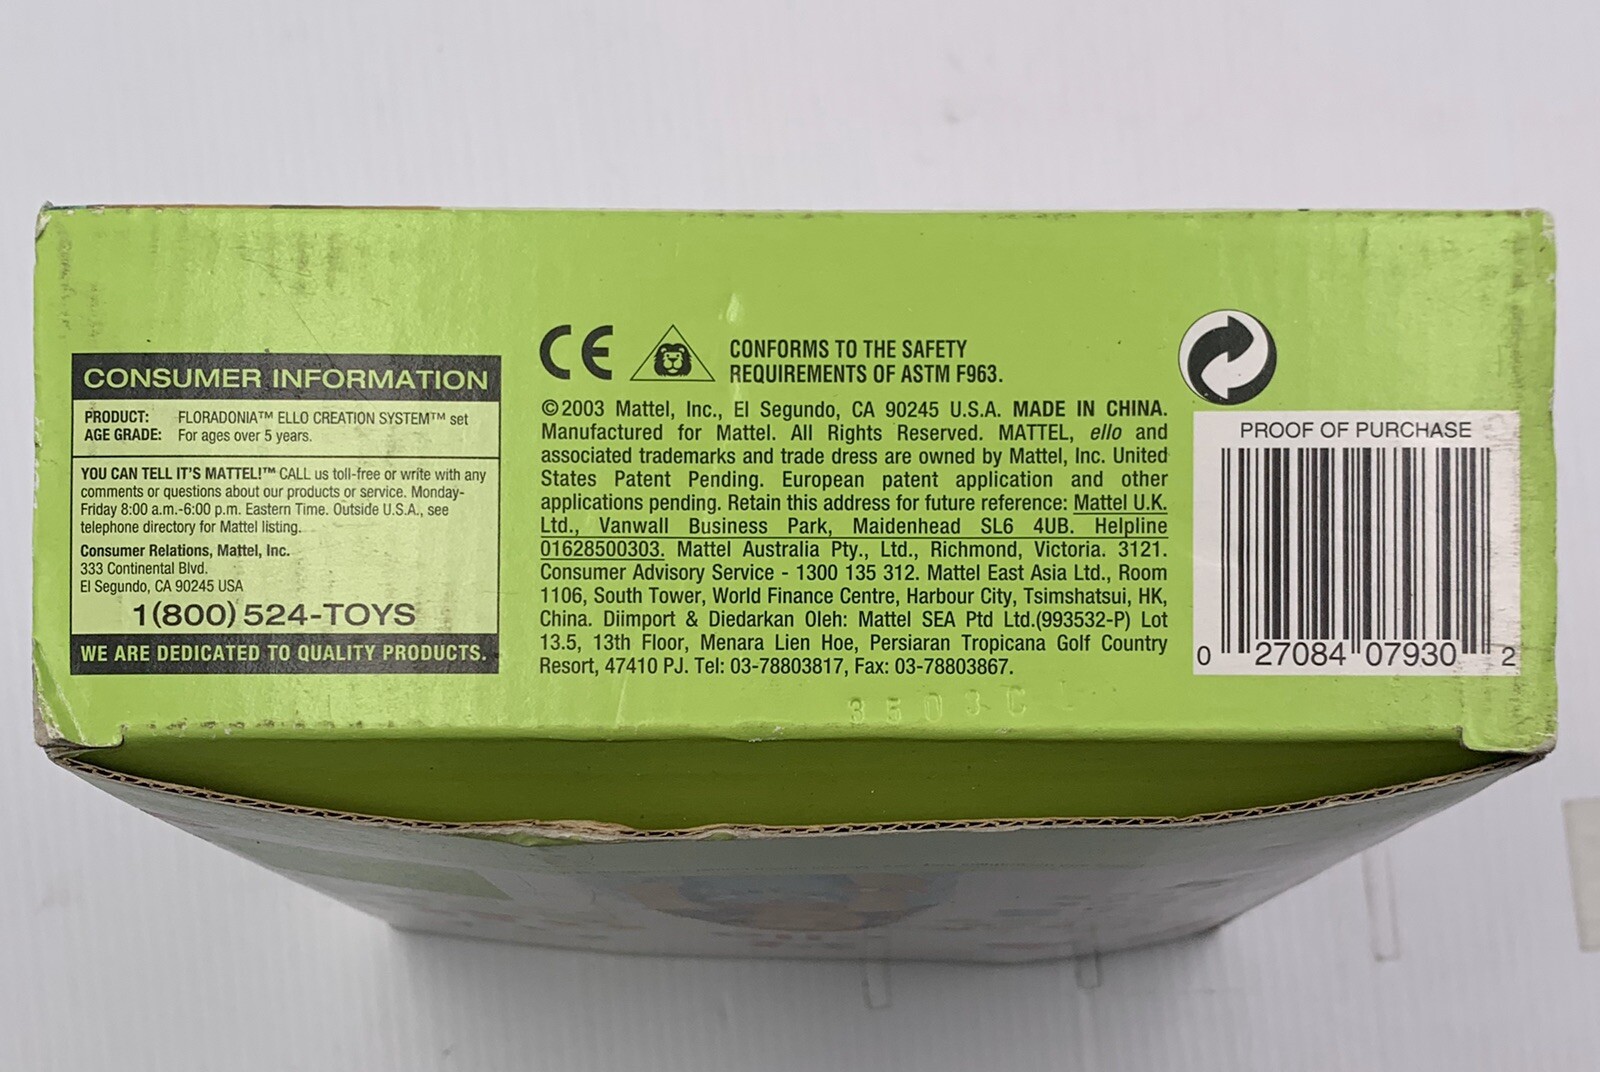 CONSUMER INFORMATION
PRODUCT: FLORADONIA™ ELLO CREATION SYSTEM™ set
AGE GRADE: For ages over 5 years.
YOU CAN TELL IT'S MATTEL!™ CALL us toll-free or write with any
comments or questions about our products or service. Monday-
Friday 8:00 a.m.-6:00 p.m. Eastern Time. Outside U.S.A., see
telephone directory for Mattel listing.
Consumer Relations, Mattel, Inc.
333 Continental Blvd.
El Segundo, CA 90245 USA
1(800) 524-TOYS
WE ARE DEDICATED TO QUALITY PRODUCTS.
CE
CONFORMS TO THE SAFETY
REQUIREMENTS OF ASTM F963.
©2003 Mattel, Inc., El Segundo, CA 90245 U.S.A. MADE IN CHINA.
Manufactured for Mattel. All Rights Reserved. MATTEL, ello and
associated trademarks and trade dress are owned by Mattel, Inc. United
States Patent Pending. European patent application and other
applications pending. Retain this address for future reference: Mattel U.K.
Ltd., Vanwall Business Park, Maidenhead SL6 4UB. Helpline
01628500303. Mattel Australia Pty., Ltd., Richmond, Victoria. 3121.
Consumer Advisory Service - 1300 135 312. Mattel East Asia Ltd., Room
1106, South Tower, World Finance Centre, Harbour City, Tsimshatsui, HK,
China. Diimport & Diedarkan Oleh: Mattel SEA Ptd Ltd.(993532-P) Lot
13.5, 13th Floor, Menara Lien Hoe, Persiaran Tropicana Golf Country
Resort, 47410 PJ. Tel: 03-78803817, Fax: 03-78803867.
PROOF OF PURCHASE
0 27084 07930 2